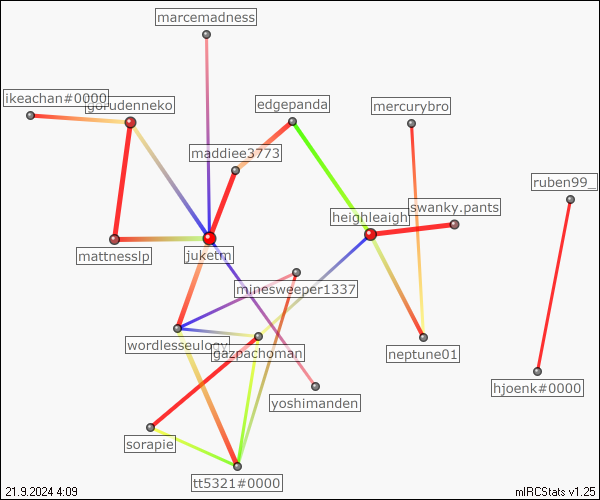 marcemadness
ikeachan#0000
gorudenneko
edgepanda
mercurybro
maddiee3773
ruben99_
swanky.pants
heighleaigh
mattnesslp
juketm
minesweeper1337
wordlesseulogy
gazpachoman
neptune01
hjoenk#0000
yoshimanden
sorapie
tt5321#0000
21.9.2024 4:09
mIRCStats v1.25